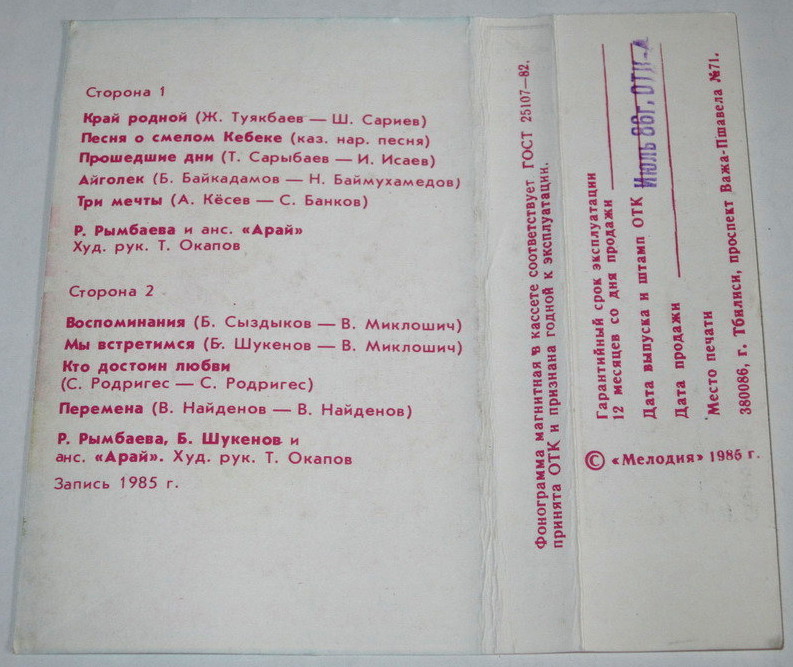 Сторона 1
Край родной (Ж. Туякбаев — Ш. Сариев)
Песня о смелом Кебеке (каз. нар. песня)
Прошедшие дни (Т. Сарыбаев — И. Исаев)
Айголек (Б. Байкадамов — Н. Баймухамедов)
Три мечты (А. Кёсев — С. Банков)
Р. Рымбаева и анс. «Арай»
Худ. рук. Т. Окапов
Сторона 2
Воспоминания (Б. Сыздыков — В. Миклошич)
Мы встретимся (Б. Шукенов — В. Миклошич)
Кто достоин любви
(С. Родригес — С. Родригес)
Перемена (В. Найденов — В. Найденов)
Р. Рымбаева, Б. Шукенов и
анс. «Арай». Худ. рук. Т. Окапов
Запись 1985 г.
Фонограмма магнитная в кассете соответствует ГОСТ 25107—82,
принята ОТК и признана годной к эксплуатации.
Гарантийный срок эксплуатации
12 месяцев со дня продажи
Дата выпуска и штамп ОТК Июль 86г, ОТК-А
Дата продажи
Место печати
380086, г. Тбилиси, проспект Важа-Пшавела №71.
© «Мелодия» 1986 г.